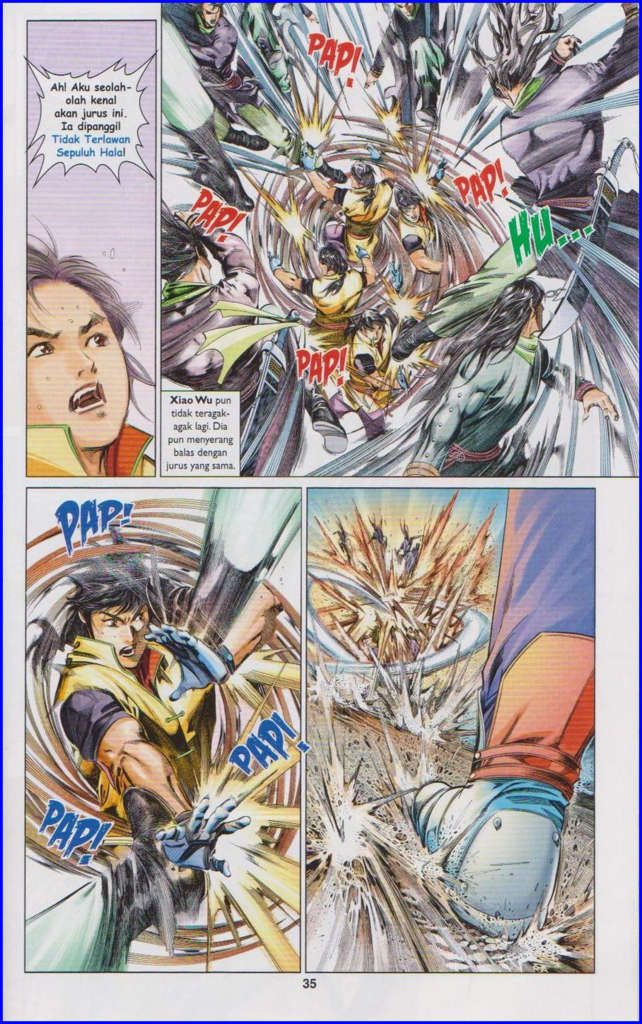 Ah! Aku seolah-
olah kenal
akan jurus ini.
Ia dipanggil
Tidak Terlawan
Sepuluh Hala!
PAP!
PAP!
PAP!
HU...
PAP!
Xiao Wu pun
tidak teragak-
agak lagi. Dia
pun menyerang
balas dengan
jurus yang sama.
PAP!
PAP!
PAP!
35